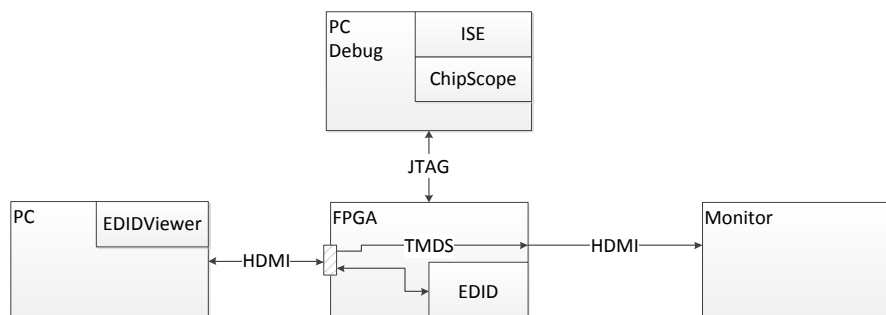 PC
Debug
ISE
ChipScope
JTAG
PC
EDIDViewer
HDMI
FPGA
TMDS
EDID
HDMI
Monitor